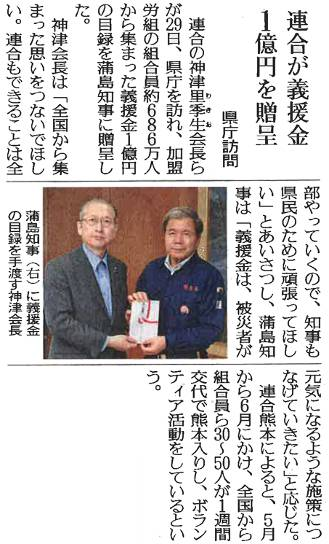 連合が義援金
1億円を贈呈
県庁訪問
連合の神津里季生会長ら
りきお
が29日、県庁を訪れ、加盟
労組の組合員約686万人
から集まった義援金1億円
の目録を蒲島知事に贈呈し
た。
神津会長は「全国から集
まった思いをつないでほし
い。連合もできることは全
部やっていくので、知事も
県民のために頑張ってほし
い」とあいさつし、蒲島知
事は「義援金は、被災者が
元気になるような施策につ
なげていきたい」と応じた。
連合熊本によると、5月
から6月にかけ、全国から
組合員ら30〜50人が1週間
交代で熊本入りし、ボラン
ティア活動をしているとい
う。
蒲島知事（右）に義援金
の目録を手渡す神津会長